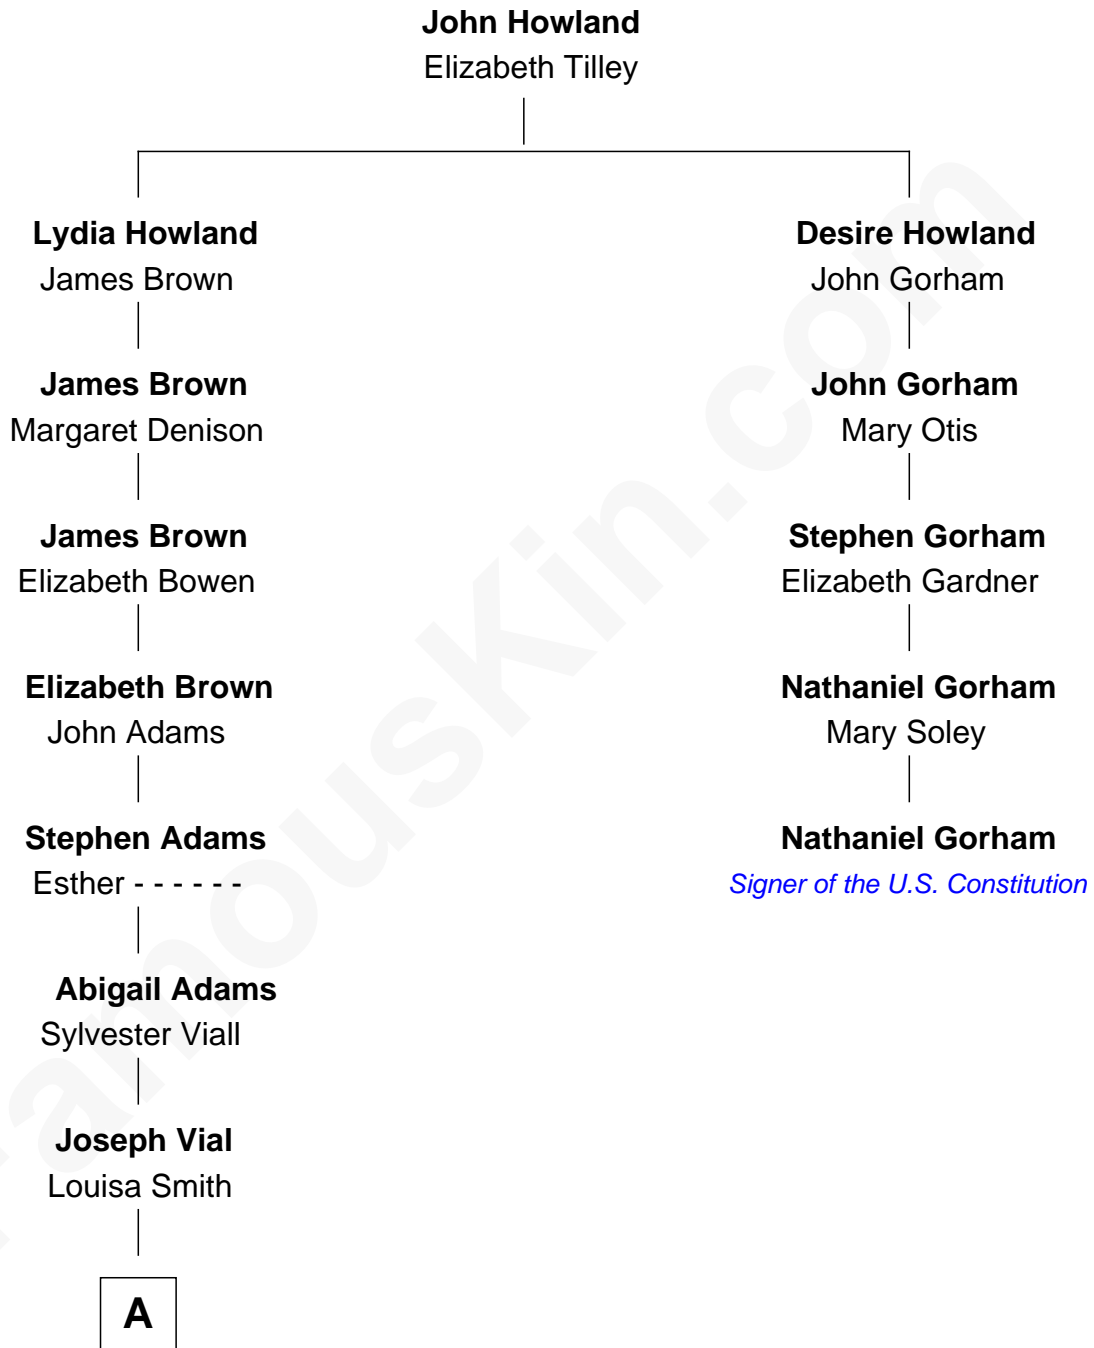 John Howland
Elizabeth Tilley
Lydia Howland
James Brown
Desire Howland
John Gorham
James Brown
Margaret Denison
John Gorham
Mary Otis
James Brown
Elizabeth Bowen
Stephen Gorham
Elizabeth Gardner
Elizabeth Brown
John Adams
Nathaniel Gorham
Mary Soley
Stephen Adams
Esther - - - - - -
Nathaniel Gorham
Signer of the U.S. Constitution
Abigail Adams
Sylvester Viall
Joseph Vial
Louisa Smith
A
FamousKin.com